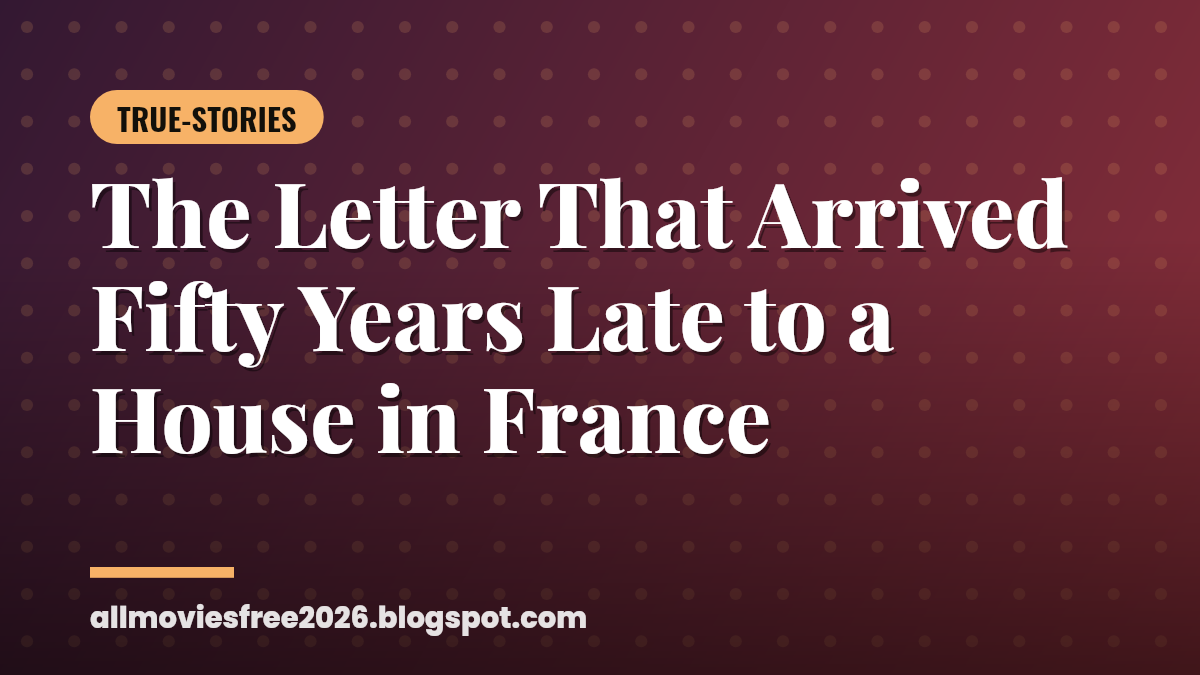 TRUE-STORIES
The Letter That Arrived
Fifty Years Late to a
House in France
allmoviesfree2026.blogspot.com